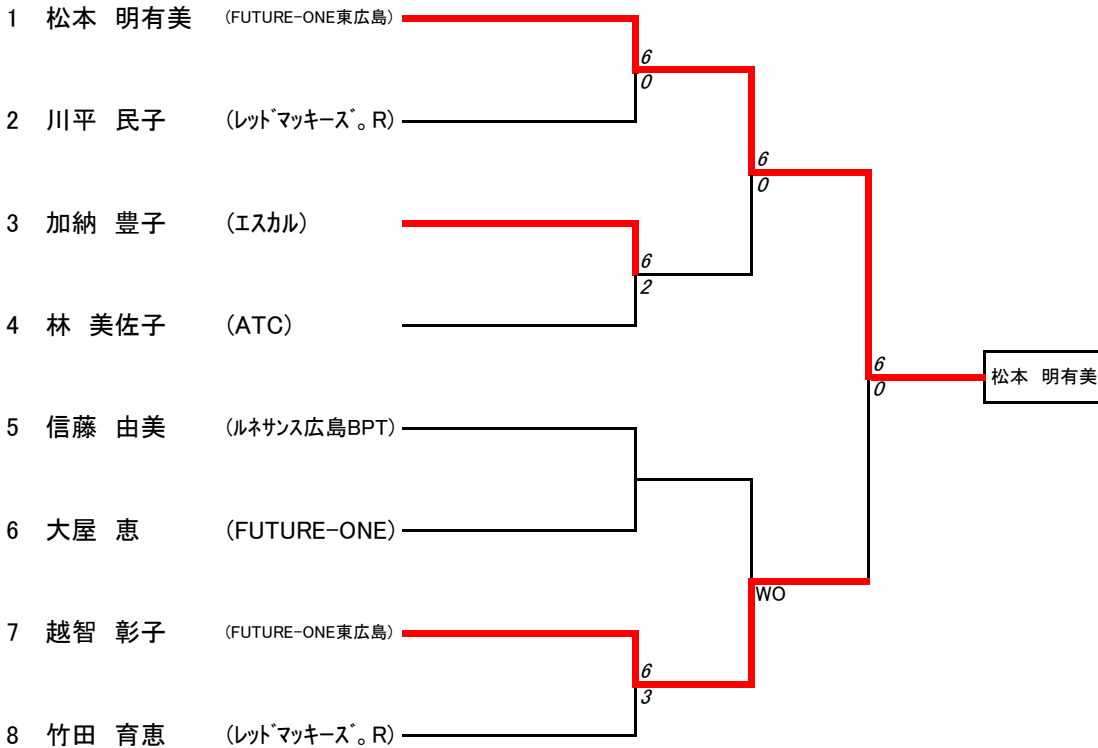 1 松本 明有美 (FUTURE-ONE東広島)
6
0
2 川平 民子 (レッドマッキーズ。R)
6
0
3 加納 豊子 (エスカル)
6
2
4 林 美佐子 (ATC)
6
0
松本 明有美
5 信藤 由美 (ルネサンス広島BPT)
6 大屋 恵 (FUTURE-ONE)
WO
7 越智 彰子 (FUTURE-ONE東広島)
6
3
8 竹田 育恵 (レッドマッキーズ。R)